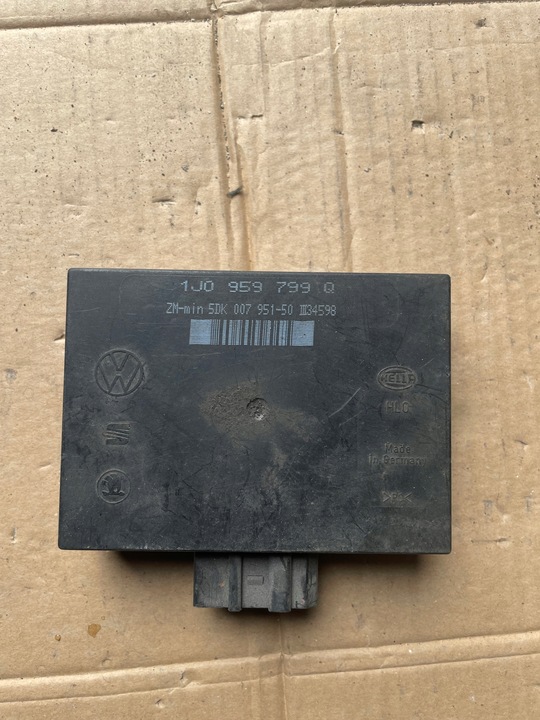 1J0 959 799 Q
ZM-min 5DK 007 951-50 III34598
HELLA
HLO
Made
in Germany